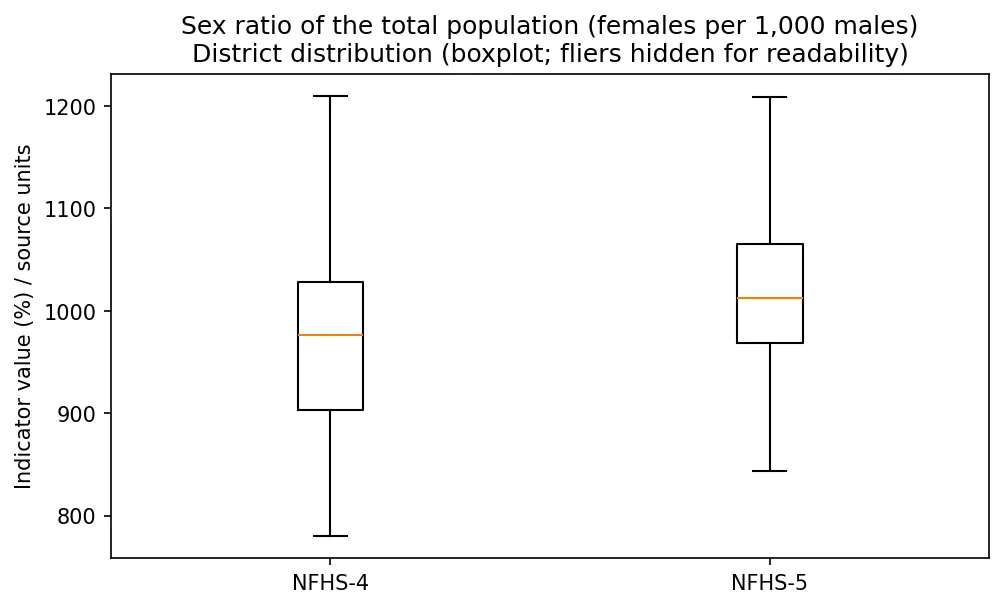 Sex ratio of the total population (females per 1,000 males)
District distribution (boxplot; fliers hidden for readability)
Indicator value (%) / source units
1200
1100
1000
900
800
NFHS-4
NFHS-5